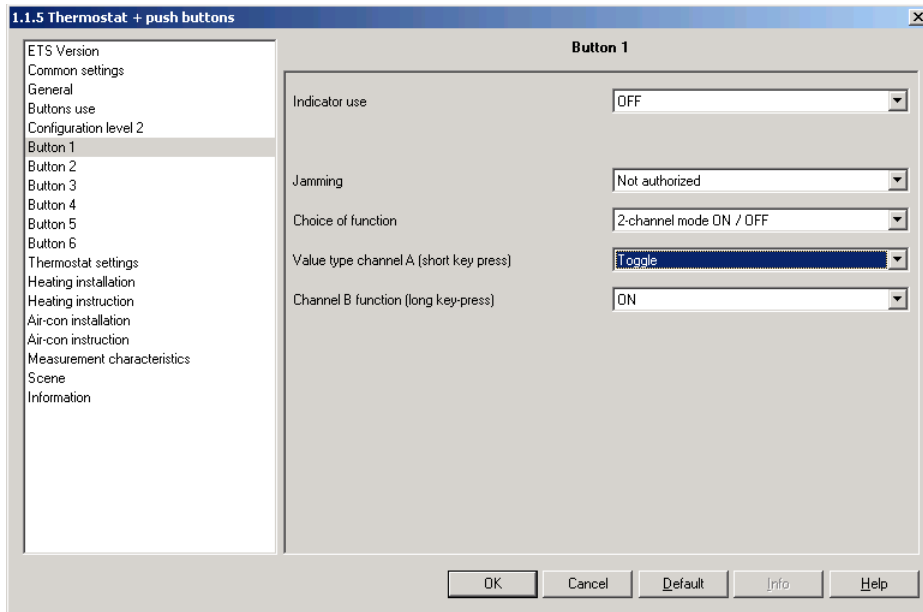 1.1.5 Thermostat + push buttons
ETS Version
Common settings
General
Buttons use
Configuration level 2
Button 1
Button 2
Button 3
Button 4
Button 5
Button 6
Thermostat settings
Heating installation
Heating instruction
Air-con installation
Air-con instruction
Measurement characteristics
Scene
Information
Button 1
Indicator use OFF
Jamming Not authorized
Choice of function 2-channel mode ON / OFF
Value type channel A (short key press) Toggle
Channel B function (long key-press) ON
OK Cancel Default Info Help